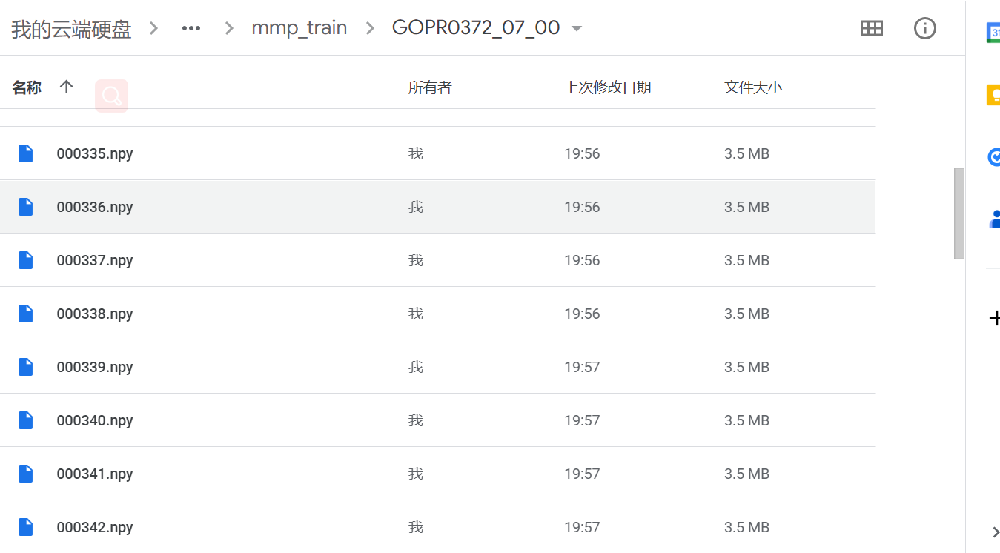 我的云端硬盘 > ••• > mmp_train > GOPR0372_07_00
名称 所有者 上次修改日期 文件大小
000335.npy 我 19:56 3.5 MB
000336.npy 我 19:56 3.5 MB
000337.npy 我 19:56 3.5 MB
000338.npy 我 19:56 3.5 MB
000339.npy 我 19:57 3.5 MB
000340.npy 我 19:57 3.5 MB
000341.npy 我 19:57 3.5 MB
000342.npy 我 19:57 3.5 MB